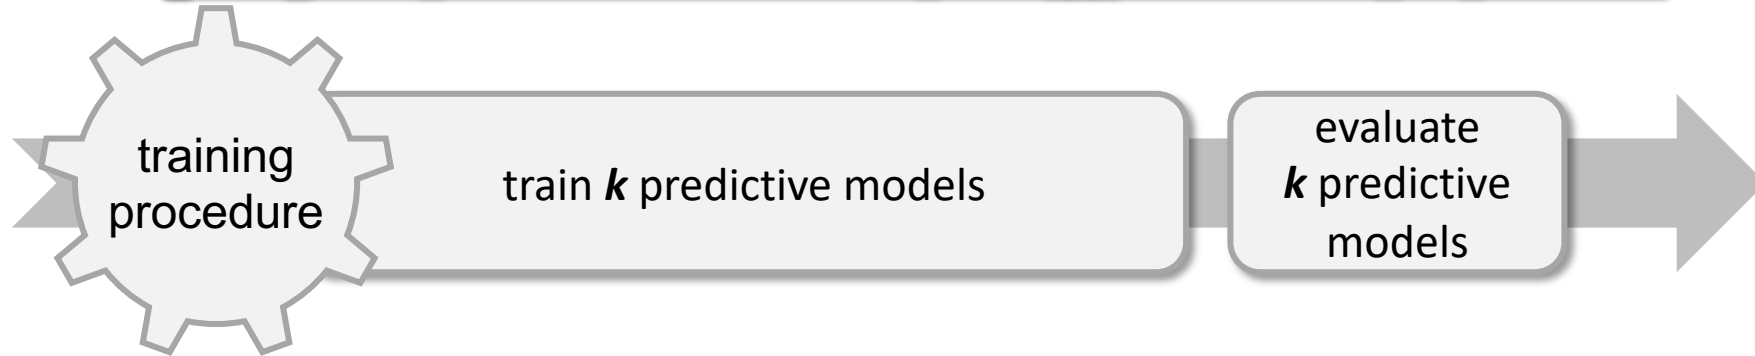 training
procedure
train k predictive models
evaluate
k predictive
models